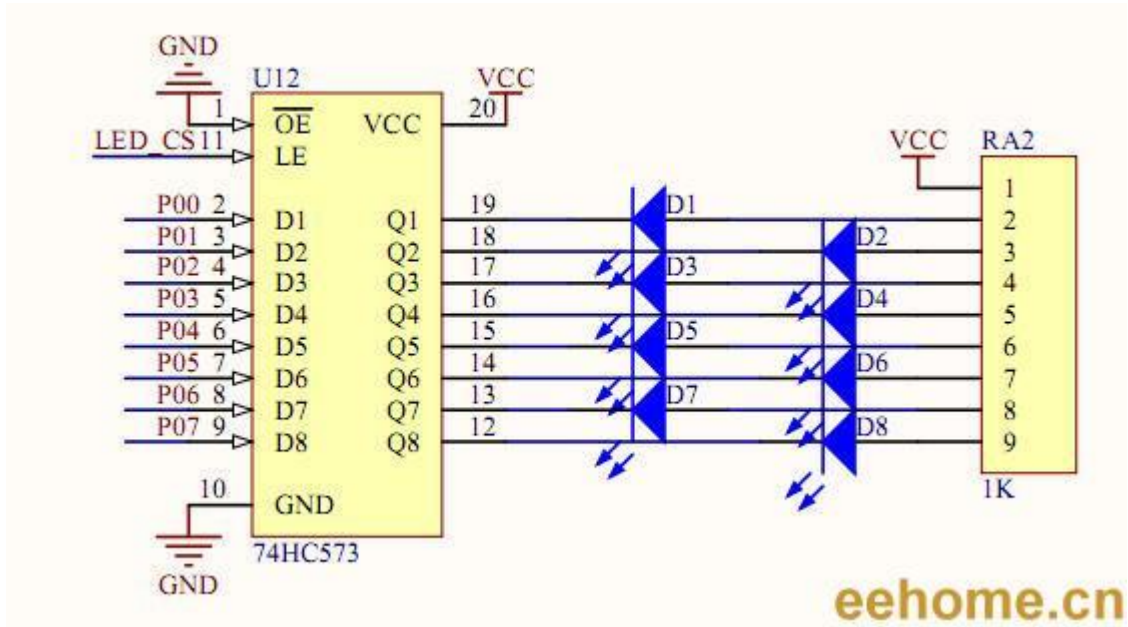 GND
U12
VCC
1
OE
VCC
20
LED_CS 11
LE
VCC
RA2
1
P00 2
D1
Q1
19
D1
2
P01 3
D2
Q2
18
D2
3
P02 4
D3
Q3
17
D3
4
P03 5
D4
Q4
16
D4
5
P04 6
D5
Q5
15
D5
6
P05 7
D6
Q6
14
D6
7
P06 8
D7
Q7
13
D7
8
P07 9
D8
Q8
12
D8
9
10
GND
1K
74HC573
GND
eehome.cn